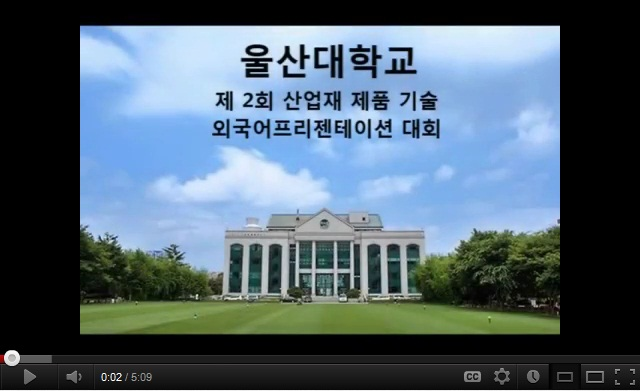 울산대학교
제 2회 산업재 제품 기술
외국어프리젠테이션 대회
0:02 / 5:09
CC